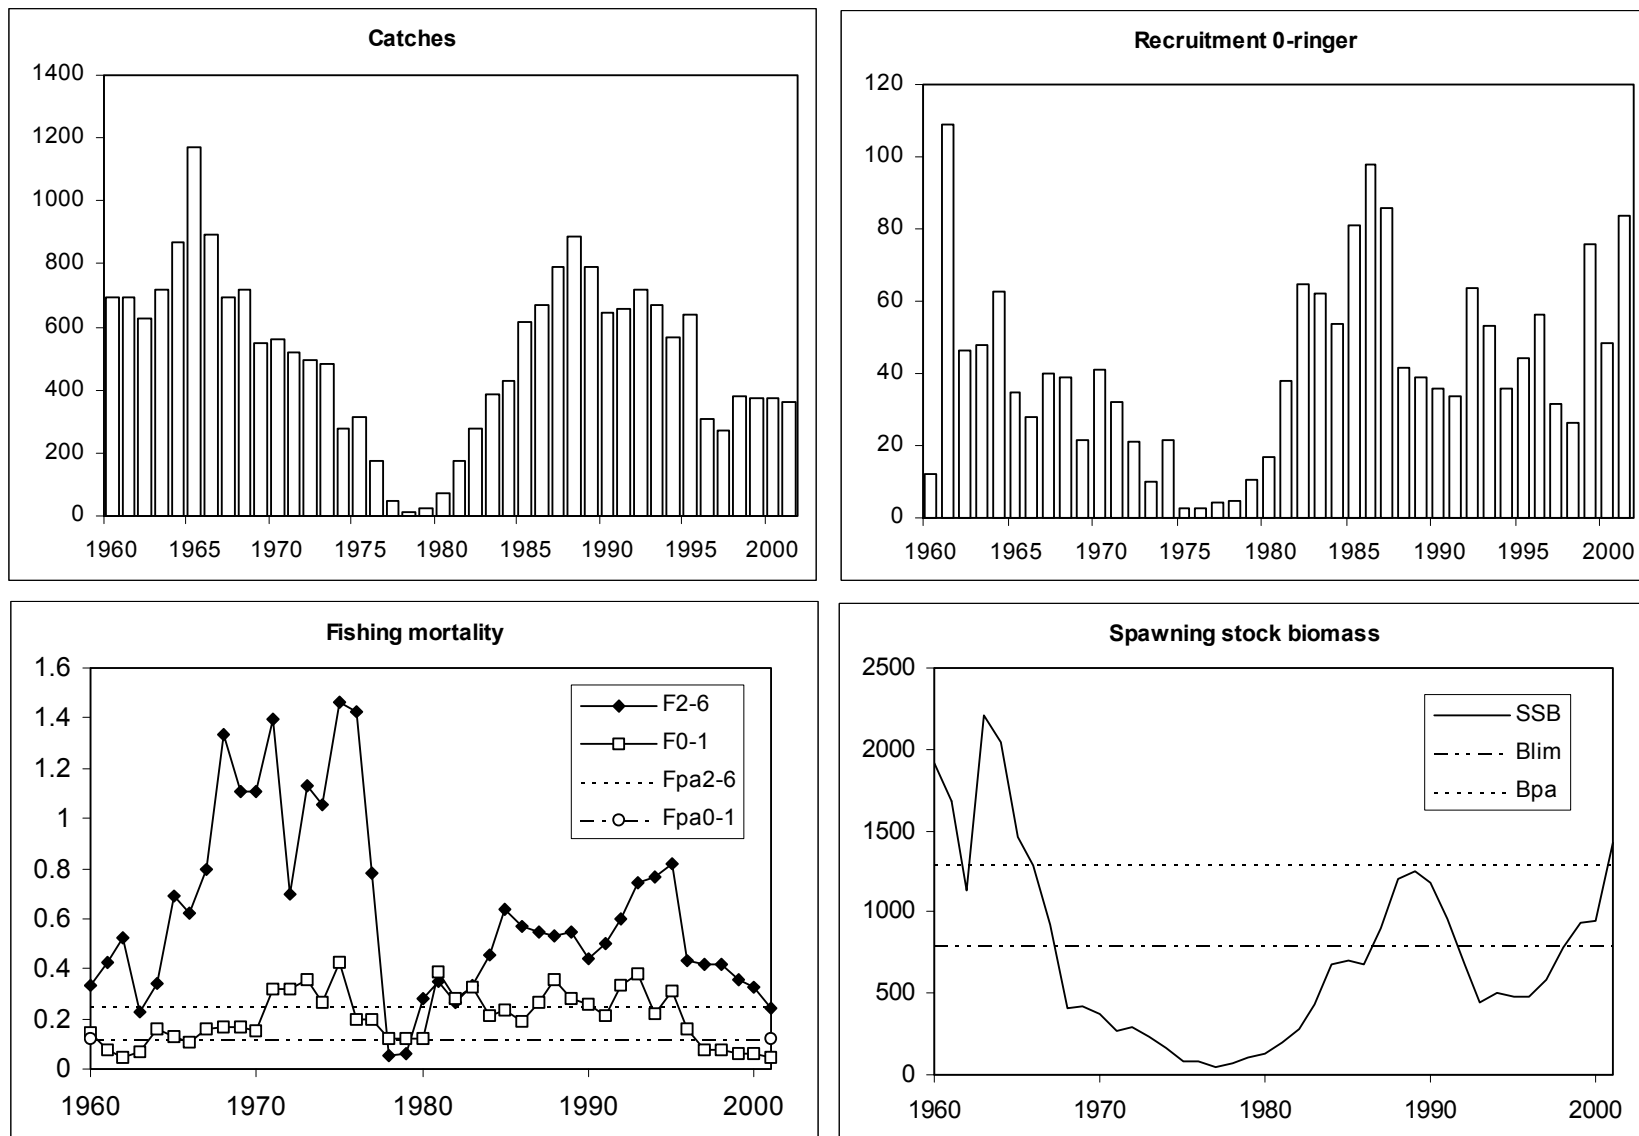 Catches
1400
1200
1000
800
600
400
200
0
1960 1965 1970 1975 1980 1985 1990 1995 2000
Recruitment 0-ringer
120
100
80
60
40
20
0
1960 1965 1970 1975 1980 1985 1990 1995 2000
Fishing mortality
1.6
1.4
1.2
1
0.8
0.6
0.4
0.2
0
F2-6
F0-1
Fpa2-6
Fpa0-1
1960 1970 1980 1990 2000
Spawning stock biomass
2500
2000
1500
1000
500
0
SSB
Blim
Bpa
1960 1970 1980 1990 2000